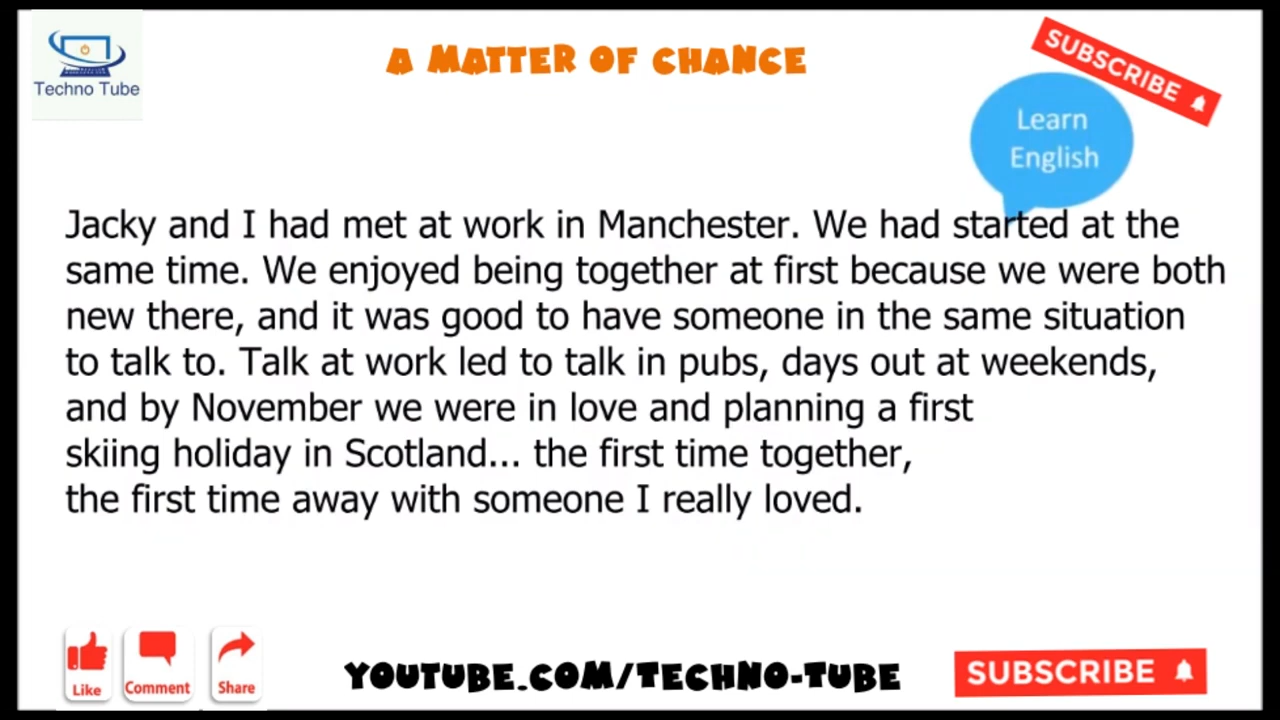 Techno Tube
A MATTER OF CHANCE
SUBSCRIBE
Learn
English
Jacky and I had met at work in Manchester. We had started at the
same time. We enjoyed being together at first because we were both
new there, and it was good to have someone in the same situation
to talk to. Talk at work led to talk in pubs, days out at weekends,
and by November we were in love and planning a first
skiing holiday in Scotland... the first time together,
the first time away with someone I really loved.
Like
Comment
Share
YOUTUBE.COM/TECHNO-TUBE
SUBSCRIBE